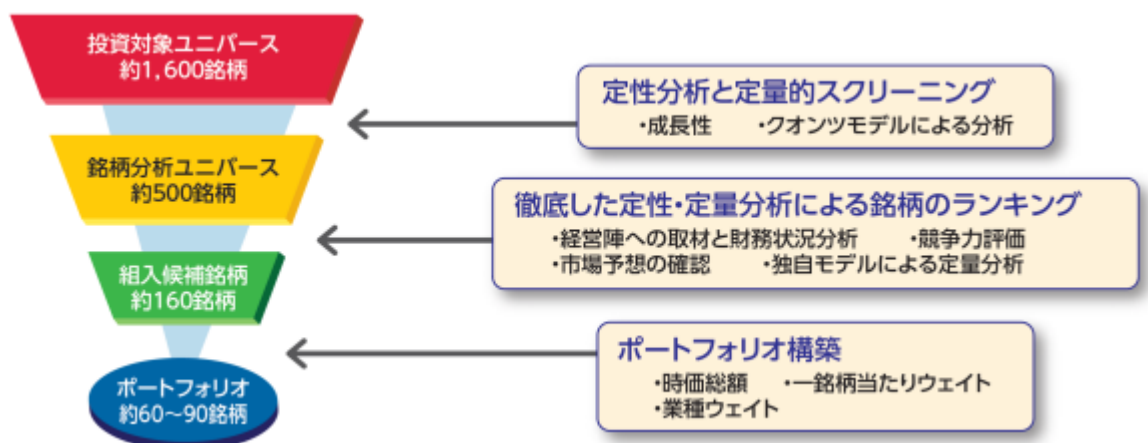 投資対象ユニバース
約1,600銘柄
定性分析と定量的スクリーニング
・成長性　・クオンツモデルによる分析
銘柄分析ユニバース
約500銘柄
徹底した定性・定量分析による銘柄のランキング
・経営陣への取材と財務状況分析　・競争力評価
・市場予想の確認　・独自モデルによる定量分析
組入候補銘柄
約160銘柄
ポートフォリオ構築
・時価総額　・一銘柄当たりウェイト
・業種ウェイト
ポートフォリオ
約60～90銘柄